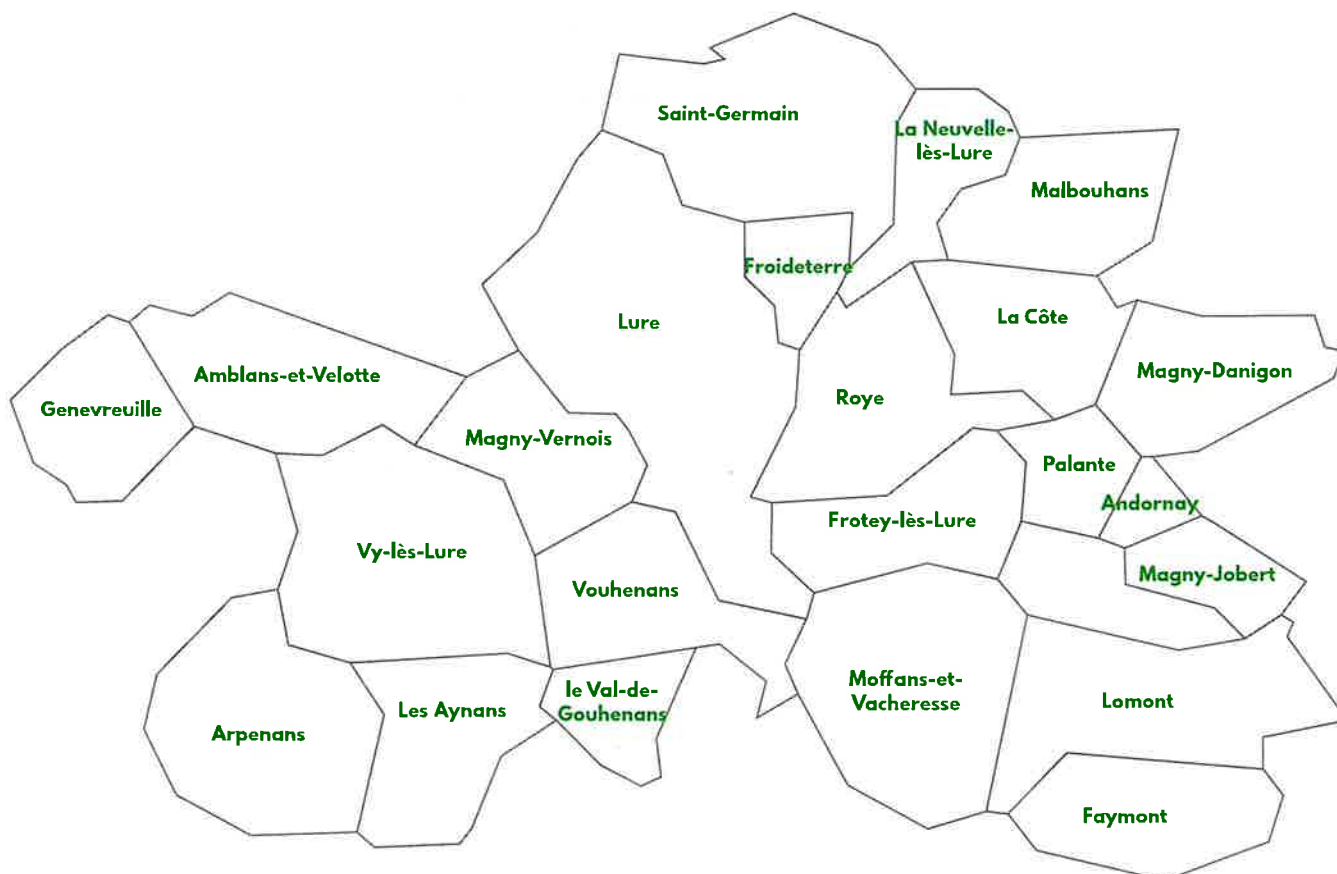 Saint-Germain
La Neuvelle-
lès-Lure
Malbouhans
Froideterre
Lure
La Côte
Amblans-et-Velotte
Magny-Danigon
Genevreuille
Roye
Magny-Vernois
Palante
Andornay
Frotey-lès-Lure
Vy-lès-Lure
Magny-Jobert
Vouhenans
Moffans-et-
Vacheresse
le Val-de-
Gouhenans
Lomont
Les Aynans
Arpenans
Faymont